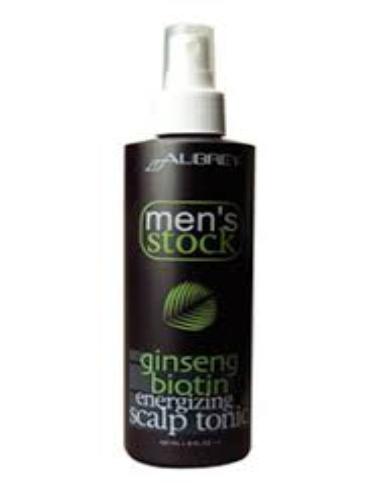 AUBREY
men's
stock
ginseng
biotin
energizing
scalp tonic